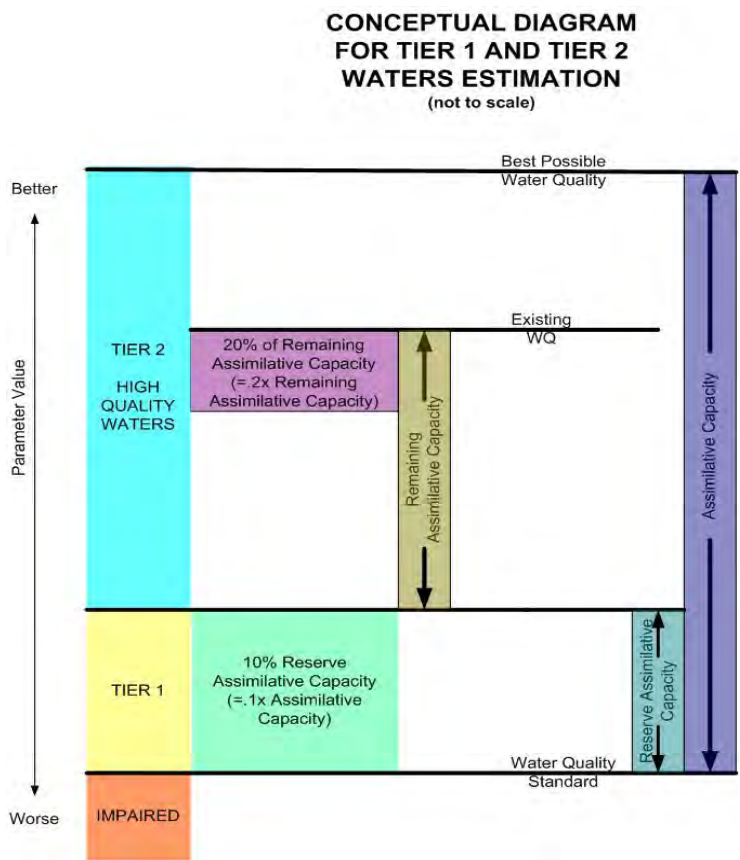 CONCEPTUAL DIAGRAM
FOR TIER 1 AND TIER 2
WATERS ESTIMATION
(not to scale)
Best Possible
Water Quality
Better
Existing
WQ
TIER 2
HIGH
QUALITY
WATERS
20% of Remaining
Assimilative Capacity
(=.2x Remaining
Assimilative Capacity)
Parameter Value
Remaining
Assimilative Capacity
Assimilative Capacity
TIER 1
10% Reserve
Assimilative Capacity
(=.1x Assimilative
Capacity)
Reserve Assimilative
Capacity
Water Quality
Standard
Worse
IMPAIRED